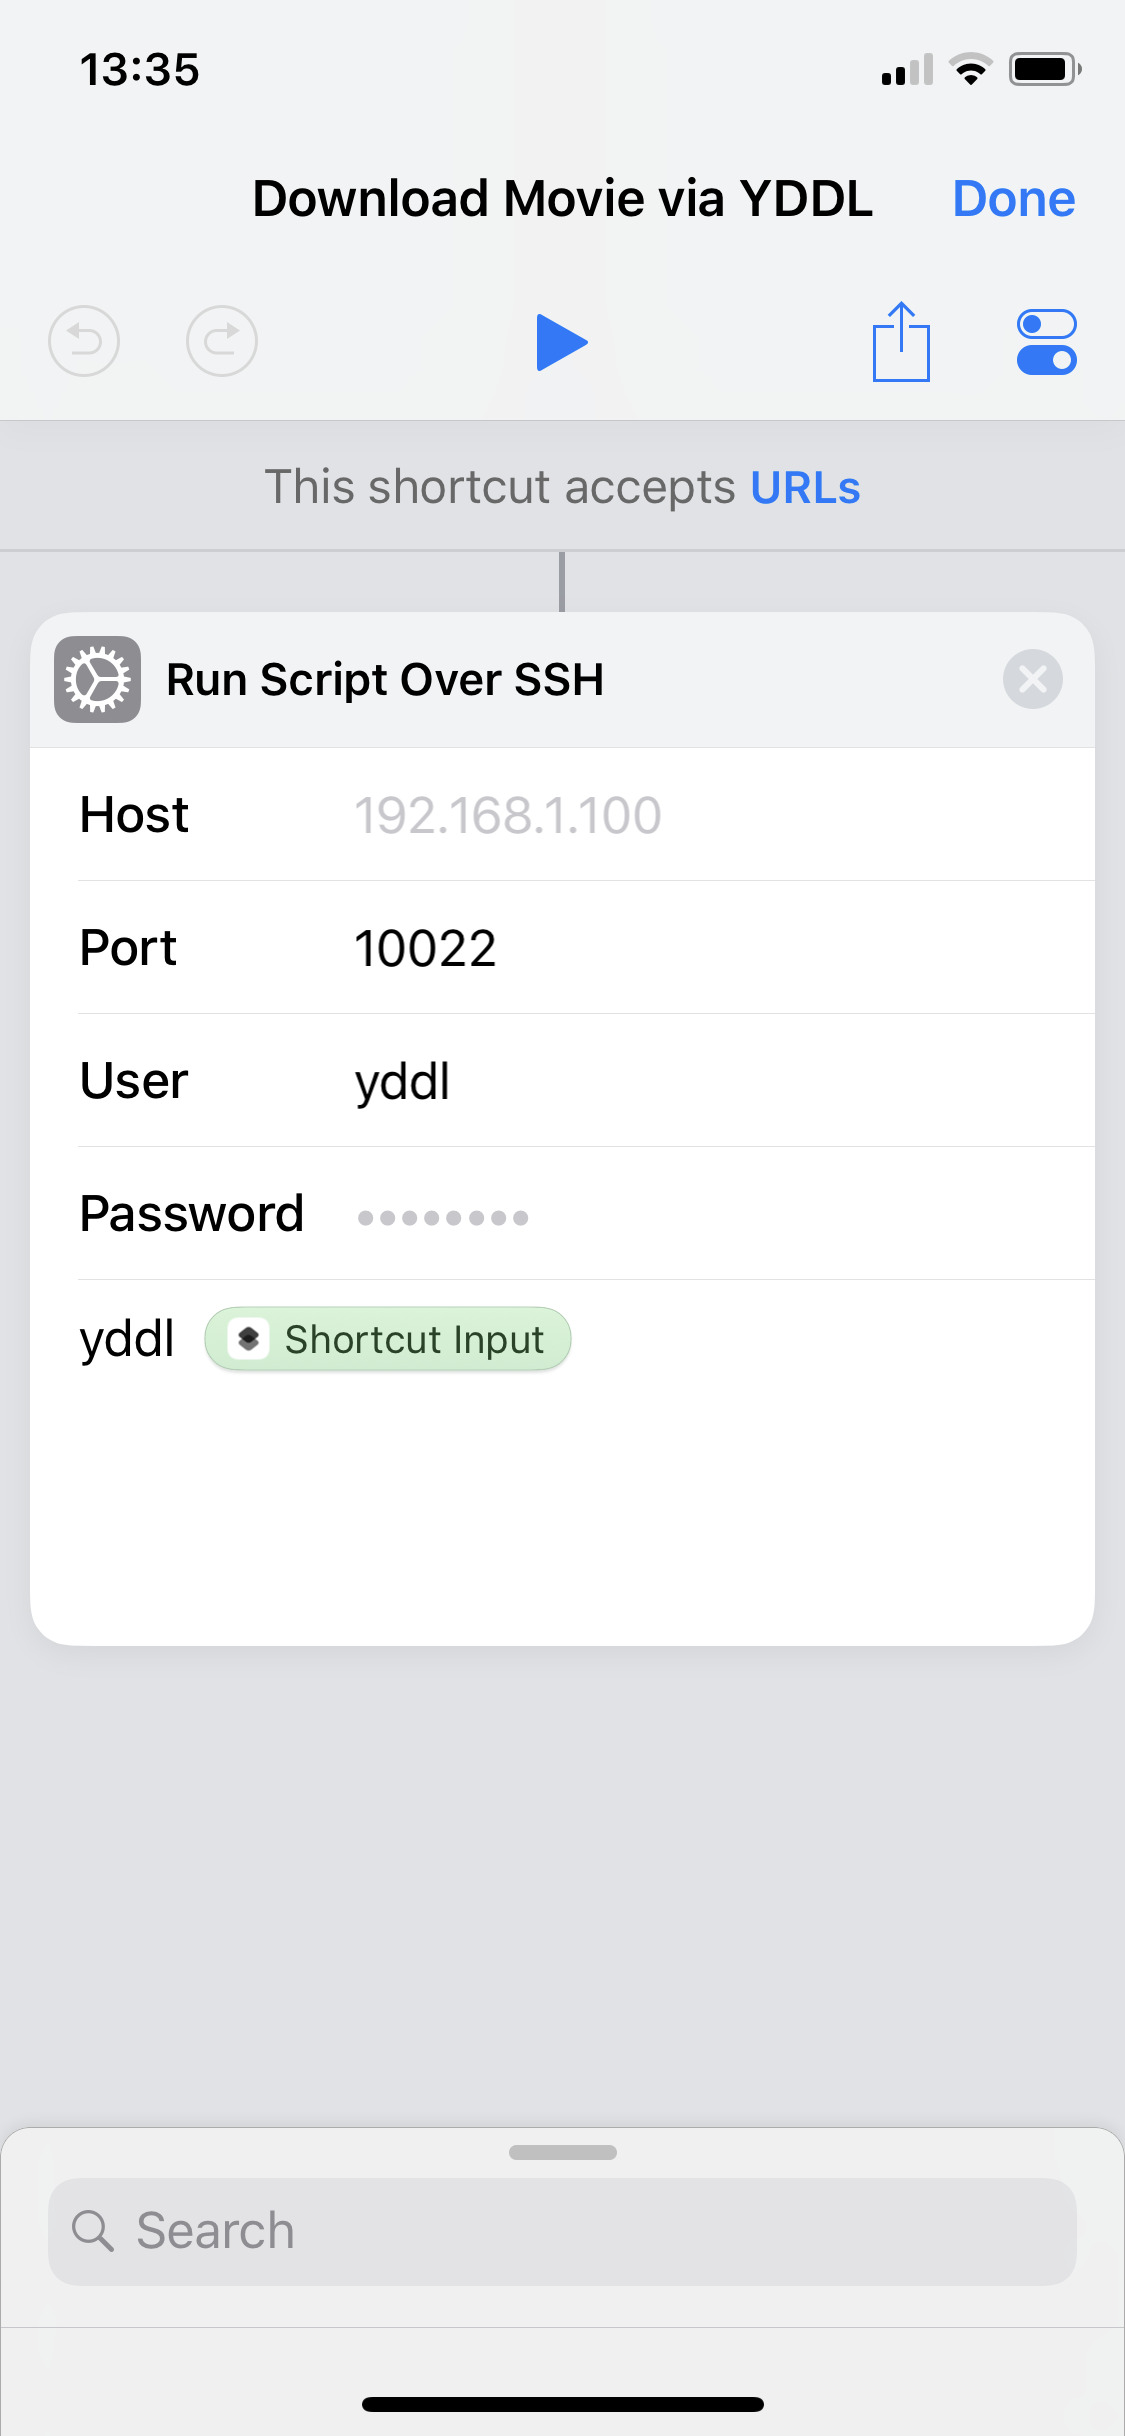 13:35
Download Movie via YDDL
Done
This shortcut accepts URLs
Run Script Over SSH
Host 192.168.1.100
Port 10022
User yddl
Password ••••••••
yddl Shortcut Input
Search